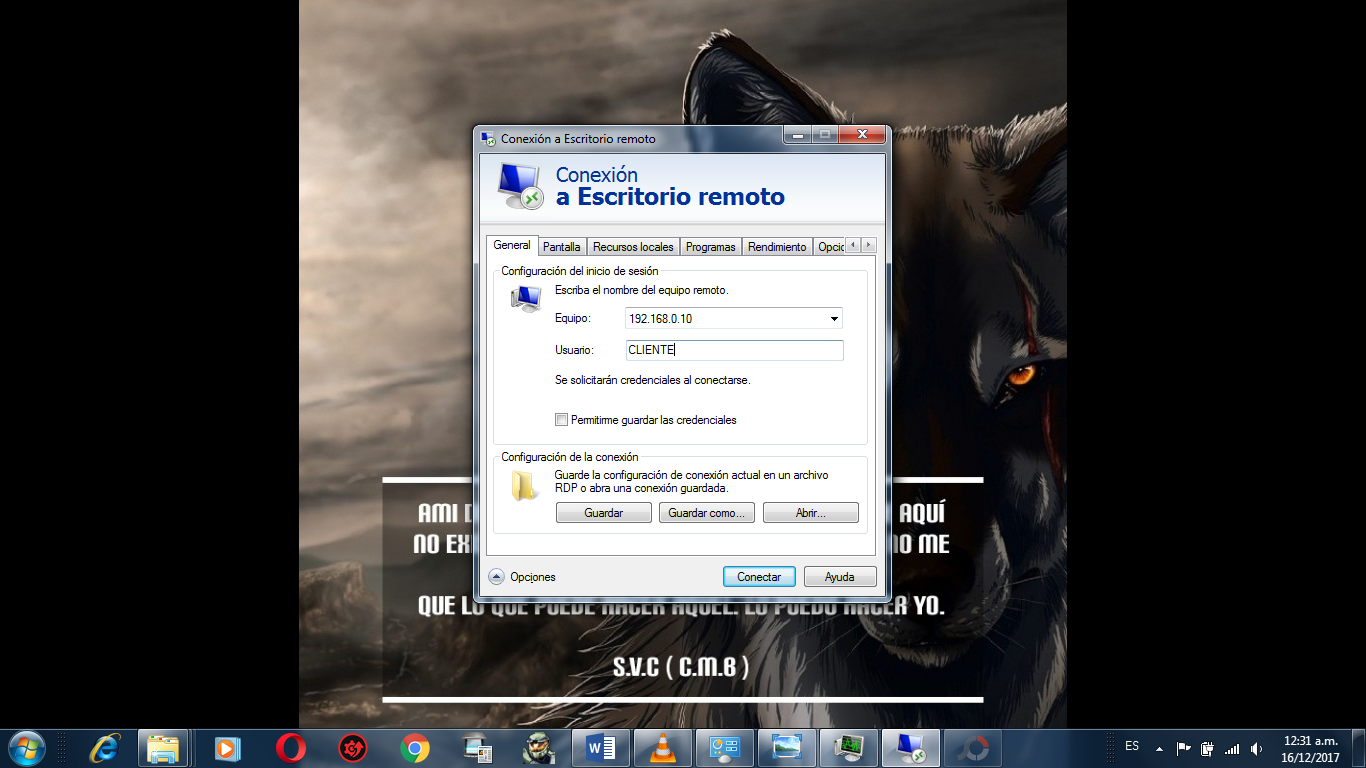 Conexión a Escritorio remoto
Conexión
a Escritorio remoto
General Pantalla Recursos locales Programas Rendimiento Opcio
Configuración del inicio de sesión
Escriba el nombre del equipo remoto.
Equipo: 192.168.0.10
Usuario: CLIENTE
Se solicitarán credenciales al conectarse.
Permitirme guardar las credenciales
Configuración de la conexión
Guarde la configuración de conexión actual en un archivo
RDP o abra una conexión guardada.
Guardar Guardar como... Abrir...
Opciones Conectar Ayuda
AMI AQUÍ
NO ME
QUE LO QUE PUEDE HACER AQUEL. LO PUEDO HACER YO.
S.V.C ( C.M.B )
ES 12:31 a.m.
16/12/2017